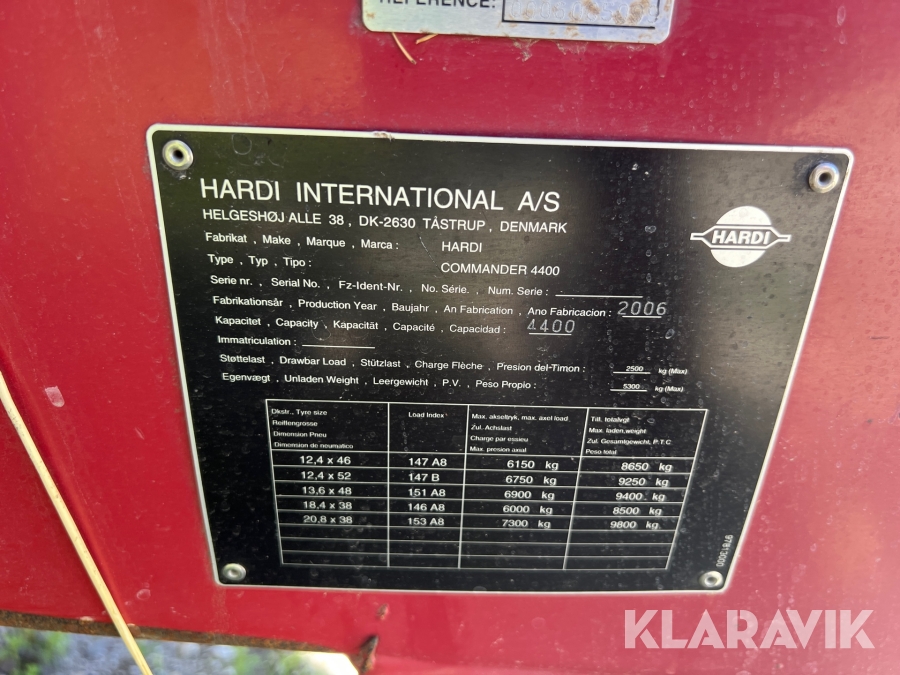 REFERENCE:
HARDI INTERNATIONAL A/S
HELGESHØJ ALLE 38 , DK-2630 TÅSTRUP , DENMARK
Fabrikat , Make , Marque , Marca : HARDI
Type , Typ , Tipo : COMMANDER 4400
Serie nr. , Serial No. , Fz-Ident-Nr. , No. Série. , Num. Serie :
Fabrikationsår , Production Year , Baujahr , An Fabrication , Ano Fabricacion : 2006
Kapacitet , Capacity , Kapacität , Capacité , Capacidad : 4400
Immatriculation :
Støttelast , Drawbar Load , Stützlast , Charge Flèche , Presion del-Timon : 2500 kg (Max)
Egenvægt , Unladen Weight , Leergewicht , P.V. , Peso Propio : 5300 kg (Max)
HARDI
Dkstr., Tyre size Load Index Max. akseltryk, max. axel load Till. totalvgt
Reiffengrosse Zul. Achslast Max. laden,weight
Dimension Pneu Charge par essieu Zul. Gesamtgewicht, P.T.C
Dimension de neumatico Max. presion axial Peso total
12,4 x 46 147 A8 6150 kg 8650 kg
12,4 x 52 147 B 6750 kg 9250 kg
13,6 x 48 151 A8 6900 kg 9400 kg
18,4 x 38 146 A8 6000 kg 8500 kg
20,8 x 38 153 A8 7300 kg 9800 kg
97813000
KLARAVIK